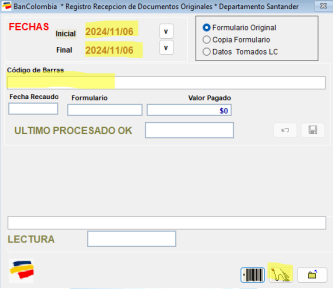 BanColombia * Registro Recepcion de Documentos Originales * Departamento Santander
FECHAS
Inicial 2024/11/06 v
Final 2024/11/06 v
Formulario Original
Copia Formulario
Datos Tomados LC
Código de Barras
Fecha Recaudo Formulario Valor Pagado
$0
ULTIMO PROCESADO OK
LECTURA